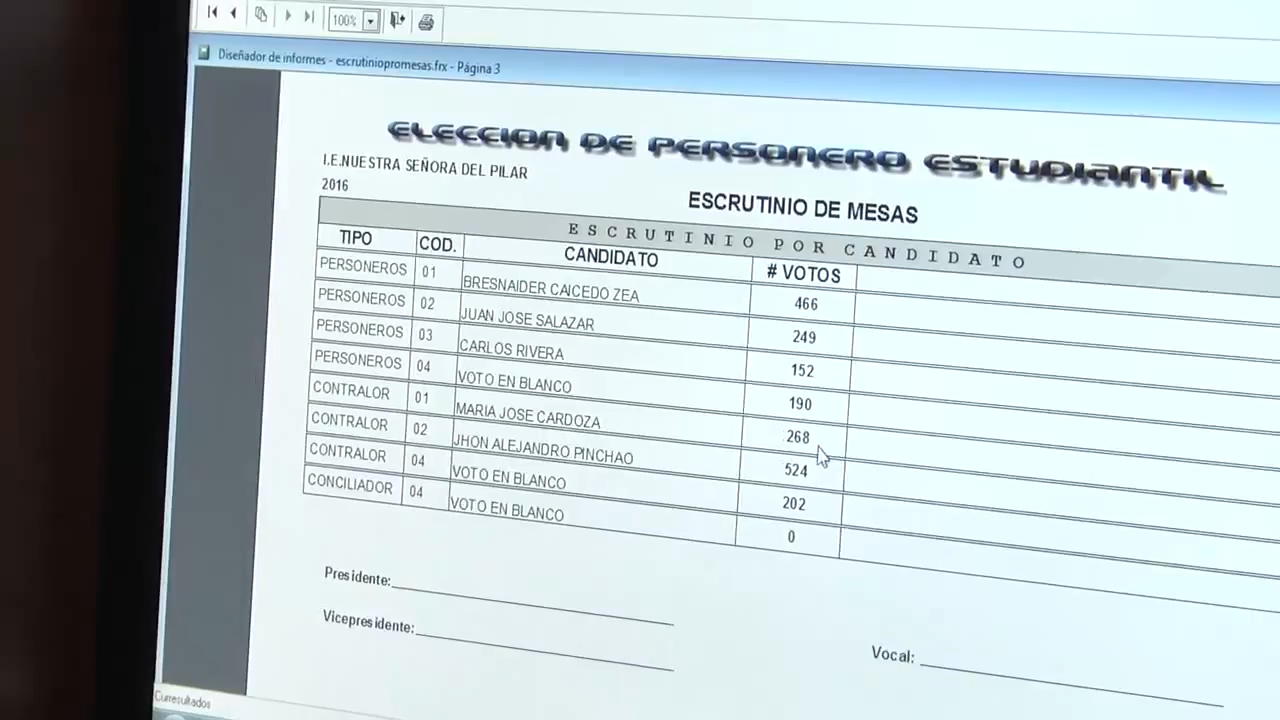 100%
Diseñador de informes - escrutiniopromesas.frx - Página 3
ELECCION DE PERSONERO ESTUDIANTIL
I.E.NUESTRA SEÑORA DEL PILAR
2016
ESCRUTINIO DE MESAS
ESCRUTINIO POR CANDIDATO
TIPO COD. CANDIDATO # VOTOS
PERSONEROS 01 BRESNAIDER CAICEDO ZEA 466
PERSONEROS 02 JUAN JOSE SALAZAR 249
PERSONEROS 03 CARLOS RIVERA 152
PERSONEROS 04 VOTO EN BLANCO 190
CONTRALOR 01 MARIA JOSE CARDOZA 268
CONTRALOR 02 JHON ALEJANDRO PINCHAO 524
CONTRALOR 04 VOTO EN BLANCO 202
CONCILIADOR 04 VOTO EN BLANCO 0
Presidente:
Vicepresidente:
Vocal:
Curresultados